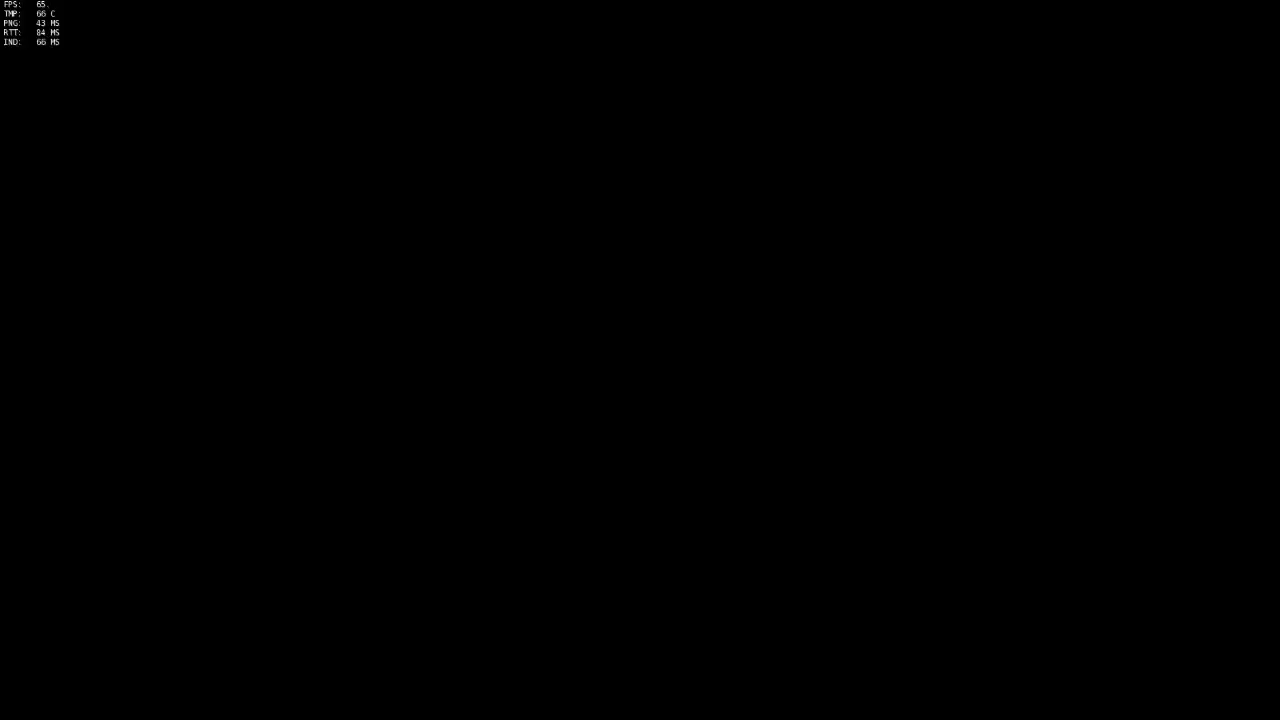 FPS: 65
TMP: 66 C
PNG: 43 MS
RTT: 84 MS
IND: 66 MS